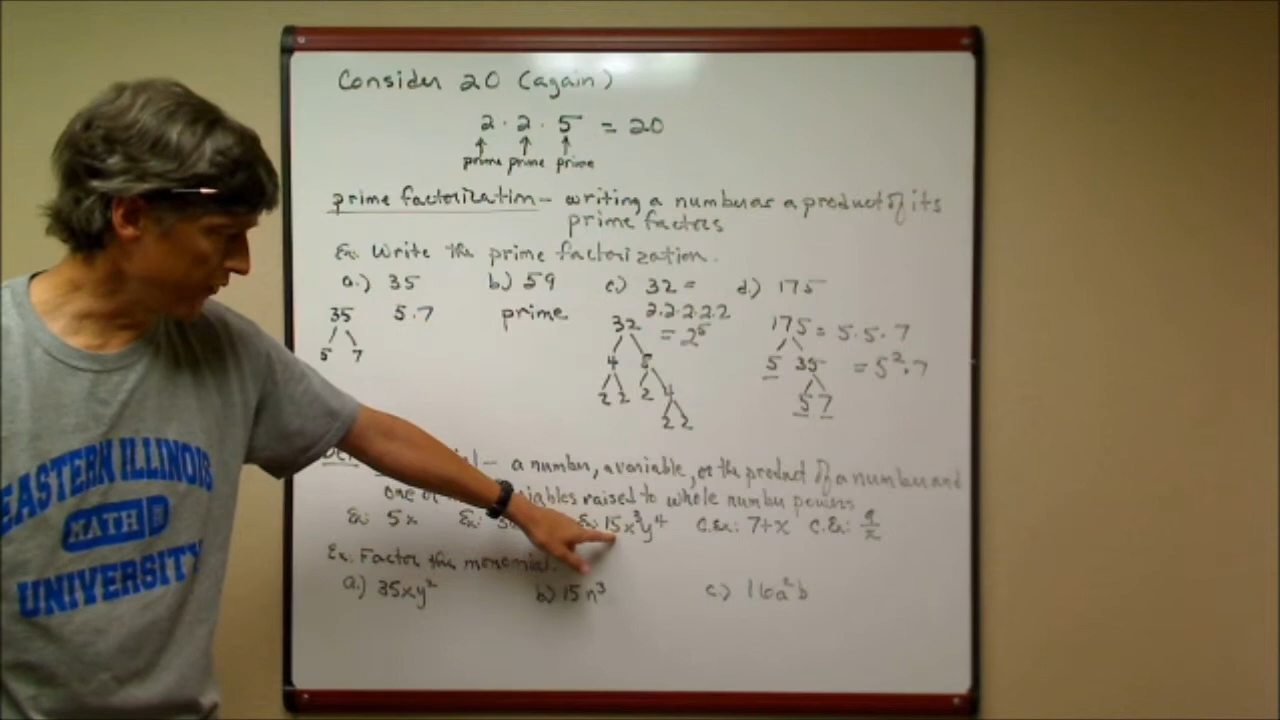 Consider 20 (again)
2 · 2 · 5 = 20
↑ ↑ ↑
prime prime prime
prime factorization – writing a number as a product of its
prime factors
Ex: Write the prime factorization.
a.) 35 b.) 59 c.) 32 = d.) 175
2·2·2·2·2
35 5·7 prime 32 = 2⁵ 175 = 5·5·7
5 7 4 8 5 35 = 5²·7
2 2 2 4 5 7
2 2
– a number, a variable, or the product of a number and
one or variables raised to whole number powers
Ex: 5x Ex: Ex: 15x³y⁴ C.Ex: 7+x C.Ex:
Ex: Factor the monomial.
a.) 35xy² b.) 15n³ c.) 16a²b
EASTERN ILLINOIS
MATH
UNIVERSITY